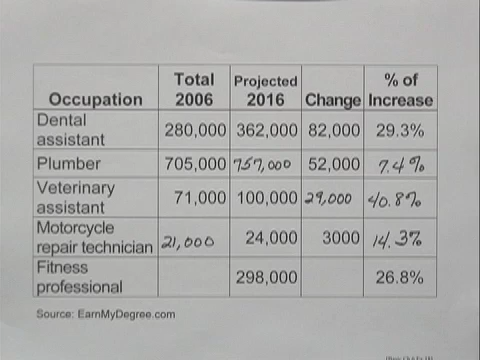 Occupation Total 2006 Projected 2016 Change % of Increase
Dental assistant 280,000 362,000 82,000 29.3%
Plumber 705,000 757,000 52,000 7.4%
Veterinary assistant 71,000 100,000 29,000 40.8%
Motorcycle repair technician 21,000 24,000 3000 14.3%
Fitness professional 298,000 26.8%
Source: EarnMyDegree.com